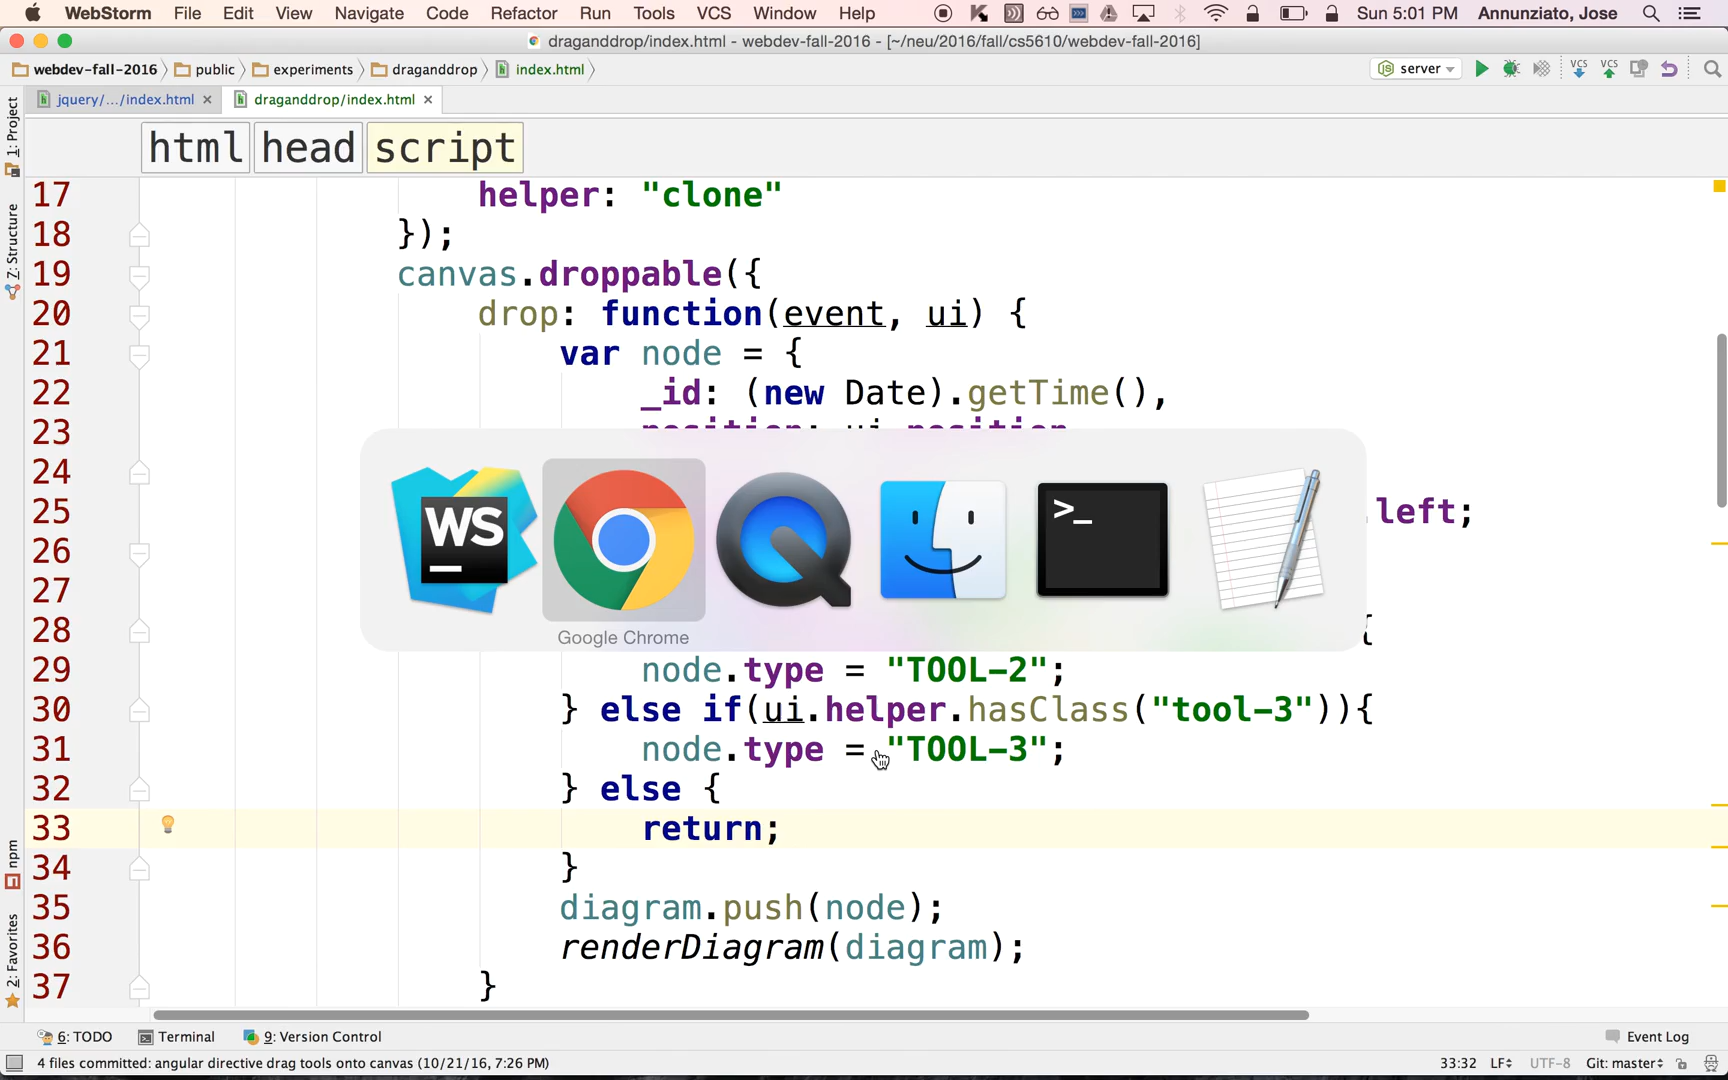 WebStorm File Edit View Navigate Code Refactor Run Tools VCS Window Help Sun 5:01 PM Annunziato, Jose
draganddrop/index.html - webdev-fall-2016 - [~/neu/2016/fall/cs5610/webdev-fall-2016]
webdev-fall-2016 public experiments draganddrop index.html server VCS VCS
1: Project jquery/.../index.html draganddrop/index.html
html head script
Z: Structure
17 helper: "clone"
18 });
19 canvas.droppable({
20 drop: function(event, ui) {
21 var node = {
22 _id: (new Date).getTime(),
23 position: ui.position
24
25 .left;
26
27
28 {
WS
>_
Google Chrome
29 node.type = "TOOL-2";
30 } else if(ui.helper.hasClass("tool-3")){
31 node.type = "TOOL-3";
32 } else {
33 return;
34 }
35 diagram.push(node);
36 renderDiagram(diagram);
37 }
npm
2: Favorites
6: TODO Terminal 9: Version Control Event Log
4 files committed: angular directive drag tools onto canvas (10/21/16, 7:26 PM) 33:32 LF UTF-8 Git: master